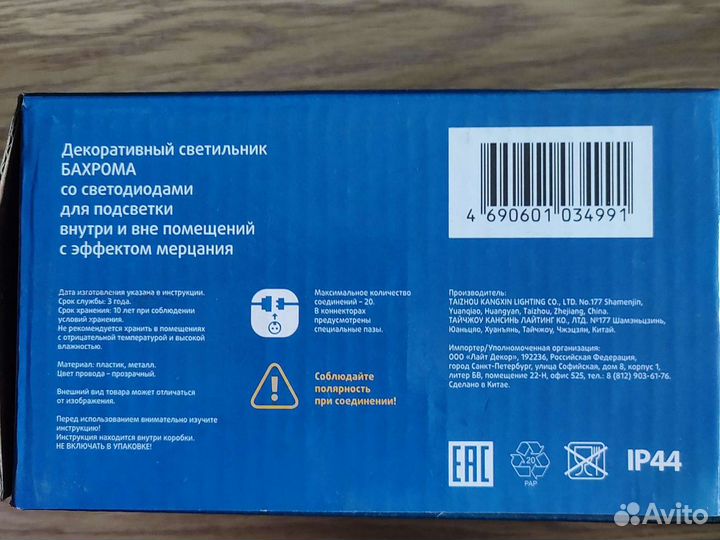 Декоративный светильник
БАХРОМА
со светодиодами
для подсветки
внутри и вне помещений
с эффектом мерцания
4 690601 034991
Дата изготовления указана в инструкции.
Срок службы: 3 года.
Срок хранения: 10 лет при соблюдении
условий хранения.
Не рекомендуется хранить в помещениях
с отрицательной температурой и высокой
влажностью.
Материал: пластик, металл.
Цвет провода – прозрачный.
Внешний вид товара может отличаться
от изображения.
Перед использованием внимательно изучите
инструкцию!
Инструкция находится внутри коробки.
НЕ ВКЛЮЧАТЬ В УПАКОВКЕ!
Максимальное количество
соединений – 20.
В коннекторах
предусмотрены
специальные пазы.
Соблюдайте
полярность
при соединении!
Производитель:
TAIZHOU KANGXIN LIGHTING CO., LTD. No.177 Shamenjin,
Yuanqiao, Huangyan, Taizhou, Zhejiang, China.
ТАЙЧЖОУ КАНСИНЬ ЛАЙТИНГ КО., ЛТД. №177 Шамэньцзинь,
Юаньцяо, Хуанъянь, Тайчжоу, Чжэцзян, Китай.
Импортер/Уполномоченная организация:
ООО «Лайт Декор», 192236, Российская Федерация,
город Санкт-Петербург, улица Софийская, дом 8, корпус 1,
литер БВ, помещение 22-Н, офис 525, тел.: 8 (812) 903-61-76.
Сделано в Китае.
EAC
20
PAP
IP44
Avito